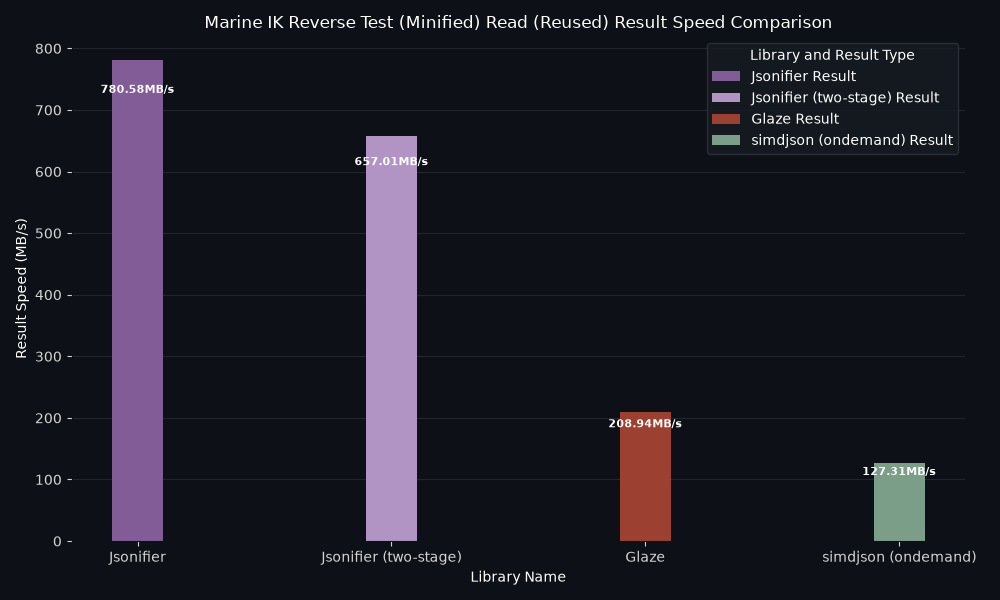 Marine IK Reverse Test (Minified) Read (Reused) Result Speed Comparison
Library and Result Type
Jsonifier Result
Jsonifier (two-stage) Result
Glaze Result
simdjson (ondemand) Result
Result Speed (MB/s)
800
700
600
500
400
300
200
100
0
780.58MB/s
657.01MB/s
208.94MB/s
127.31MB/s
Jsonifier
Jsonifier (two-stage)
Glaze
simdjson (ondemand)
Library Name